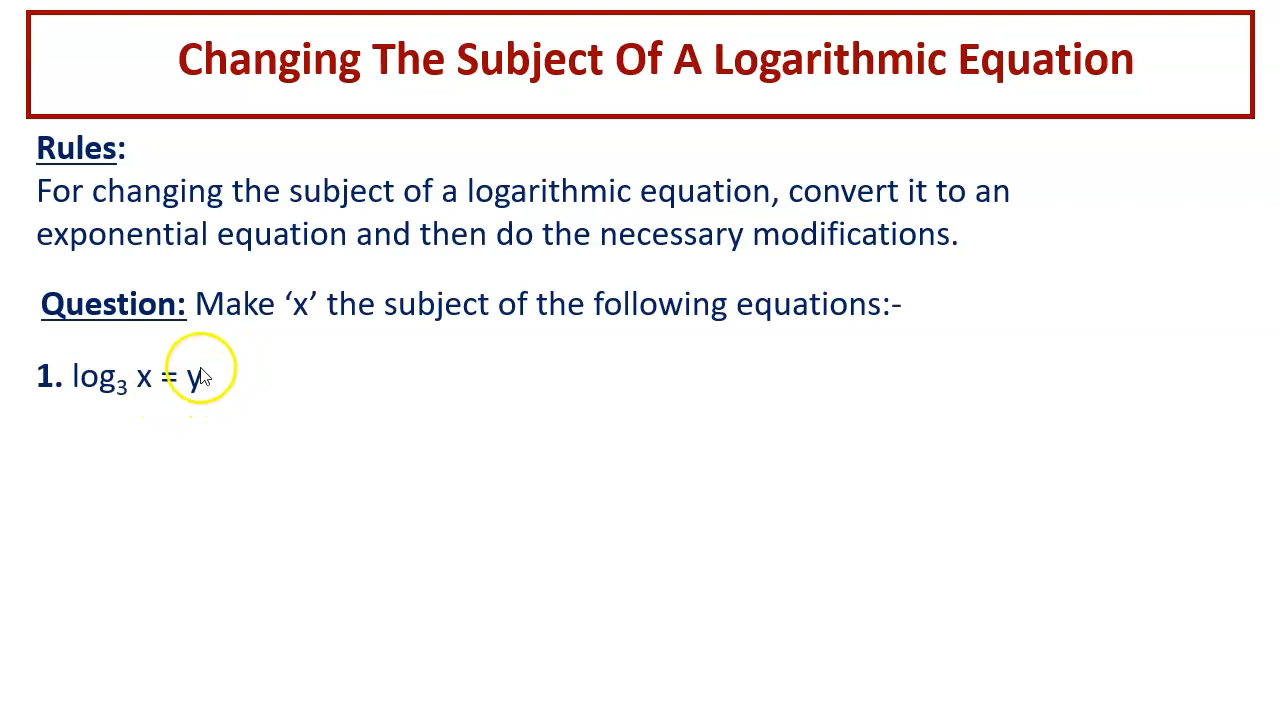 Changing The Subject Of A Logarithmic Equation
Rules:
For changing the subject of a logarithmic equation, convert it to an
exponential equation and then do the necessary modifications.
Question: Make ‘x’ the subject of the following equations:-
1. log₃ x = y